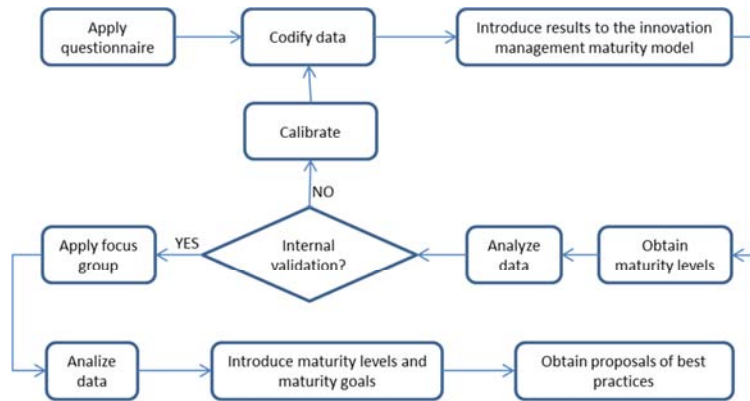 Apply
questionnaire
Codify data
Introduce results to the innovation
management maturity model
Calibrate
NO
Apply focus
group
YES
Internal
validation?
Analyze
data
Obtain
maturity levels
Analize
data
Introduce maturity levels and
maturity goals
Obtain proposals of best
practices